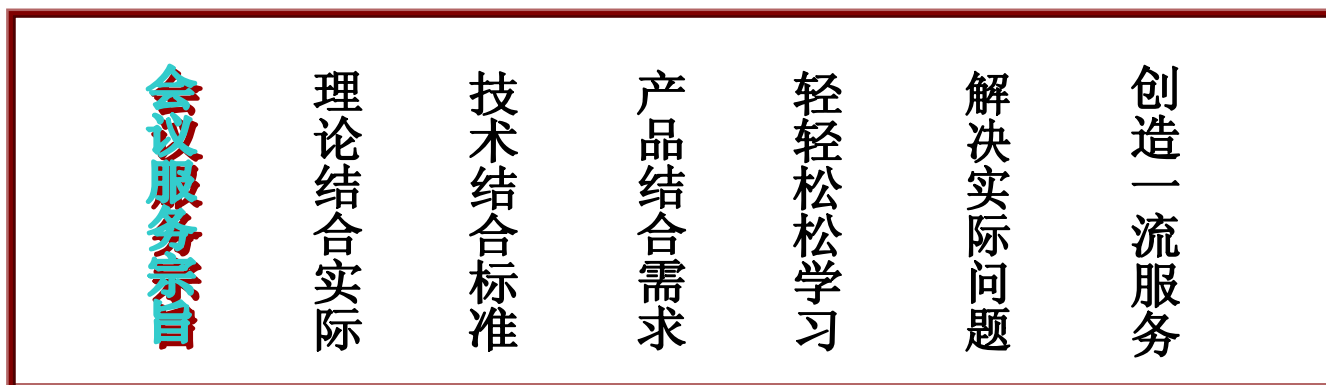 会议服务宗旨
理论结合实际
技术结合标准
产品结合需求
轻轻松松学习
解决实际问题
创造一流服务